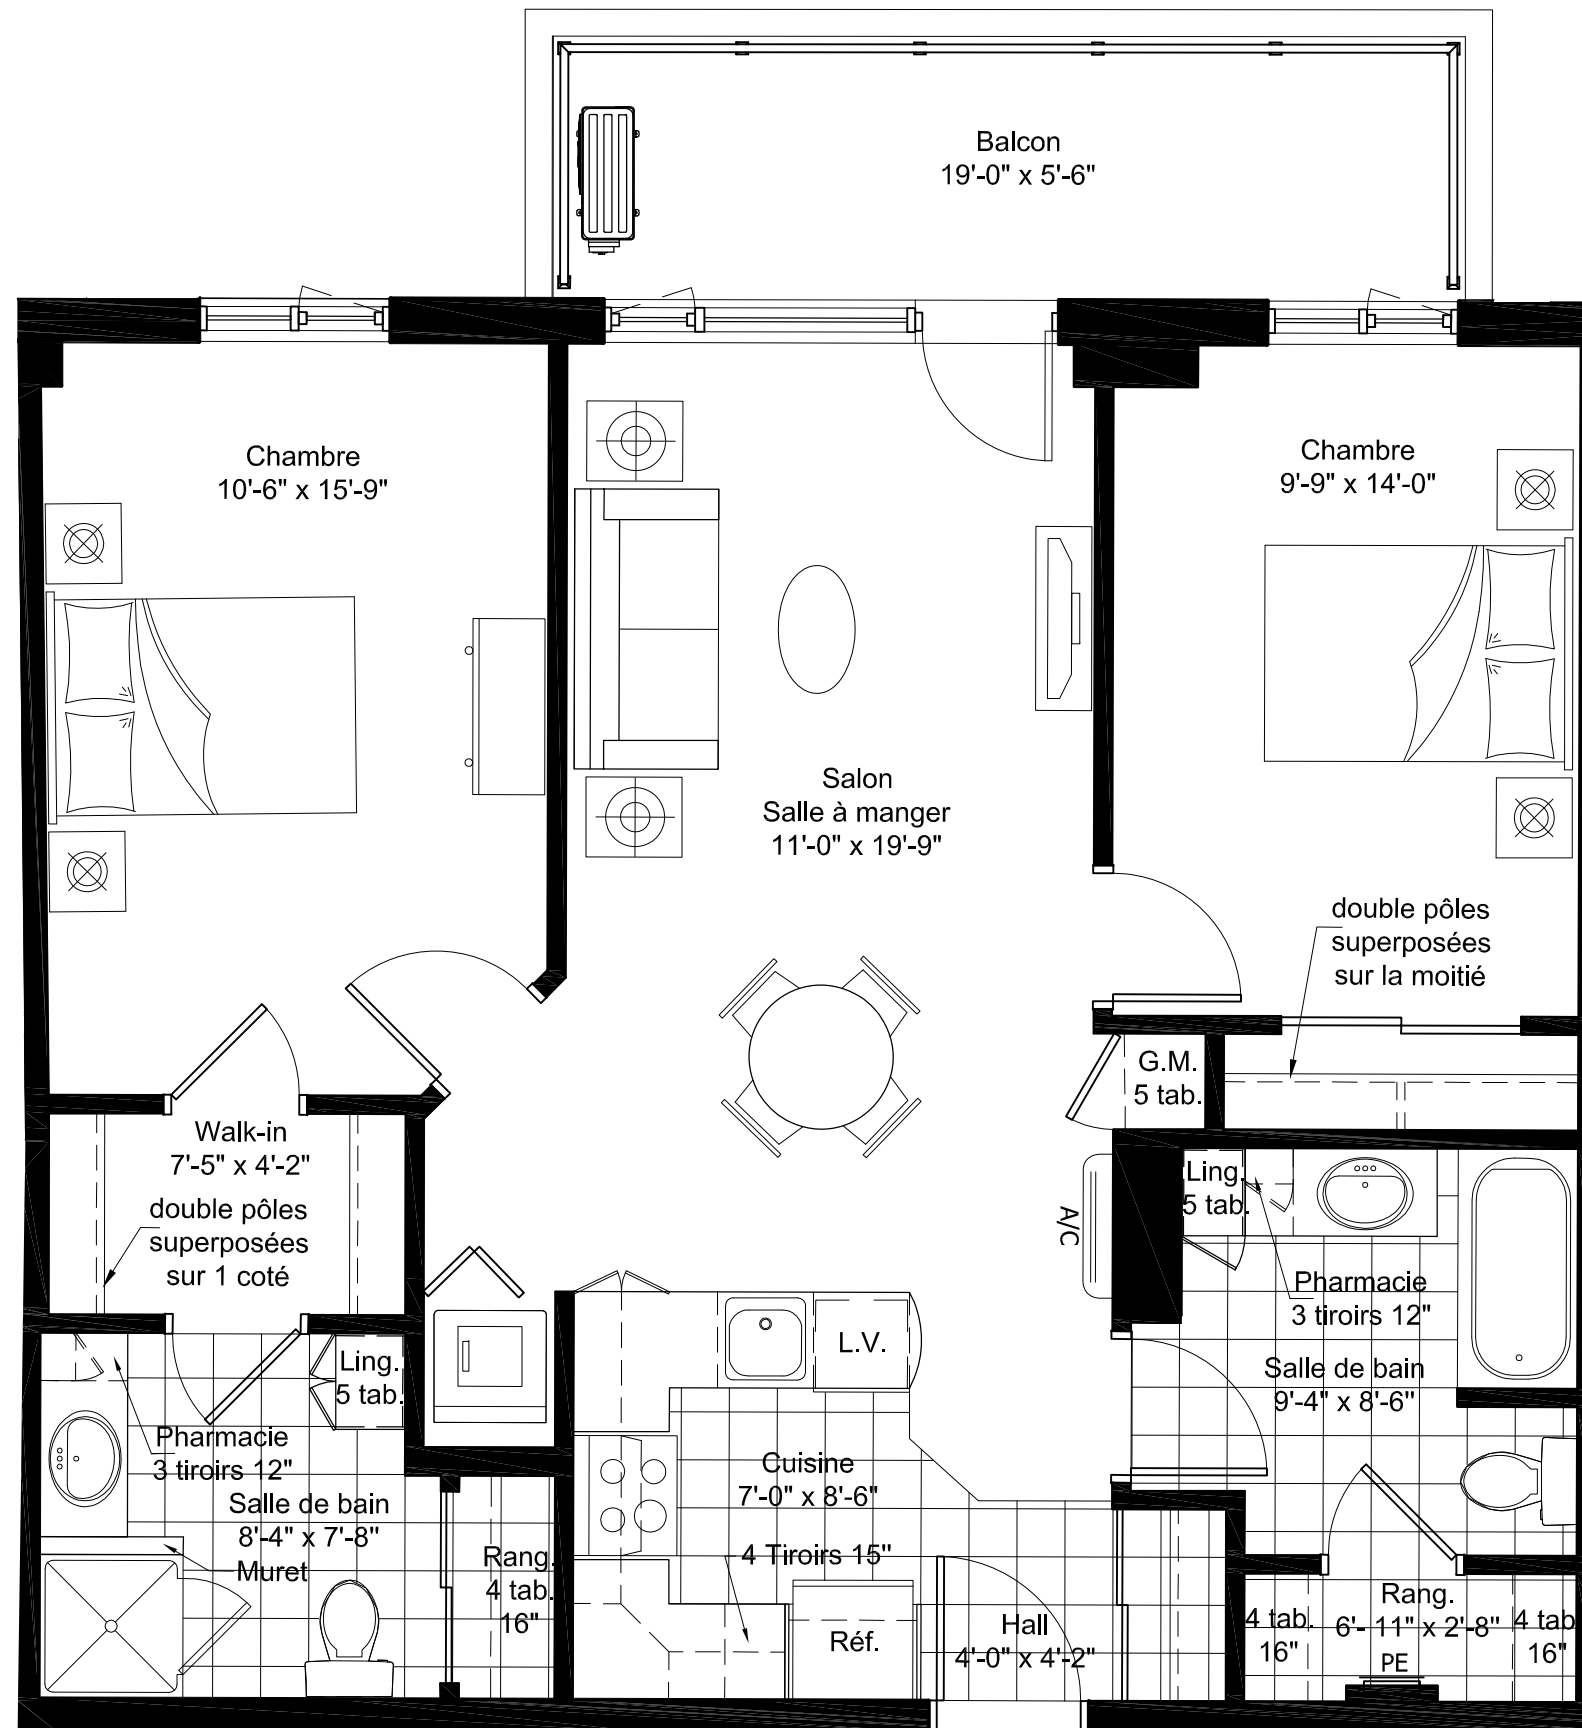 Balcon
19'-0" x 5'-6"
Chambre
10'-6" x 15'-9"
Chambre
9'-9" x 14'-0"
Salon
Salle à manger
11'-0" x 19'-9"
double pôles
superposées
sur la moitié
G.M.
5 tab.
Walk-in
7'-5" x 4'-2"
double pôles
superposées
sur 1 coté
A/C
Ling.
5 tab.
Pharmacie
3 tiroirs 12"
Salle de bain
9'-4" x 8'-6"
L.V.
Ling.
5 tab.
Pharmacie
3 tiroirs 12"
Salle de bain
8'-4" x 7'-8"
Muret
Cuisine
7'-0" x 8'-6"
4 Tiroirs 15"
Rang.
4 tab.
16"
Réf.
Hall
4'-0" x 4'-2"
4 tab.
16"
Rang.
6'- 11" x 2'-8"
PE
4 tab
16"